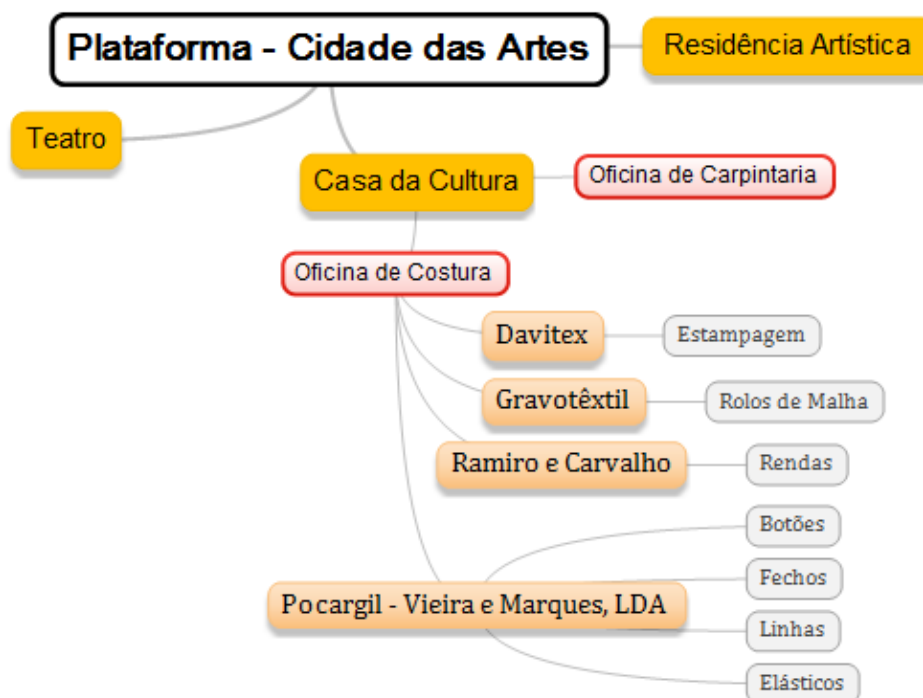 Plataforma - Cidade das Artes
Residência Artística
Teatro
Casa da Cultura
Oficina de Carpintaria
Oficina de Costura
Davitex
Estampagem
Gravotêxtil
Rolos de Malha
Ramiro e Carvalho
Rendas
Botões
Fechos
Pocargil - Vieira e Marques, LDA
Linhas
Elásticos